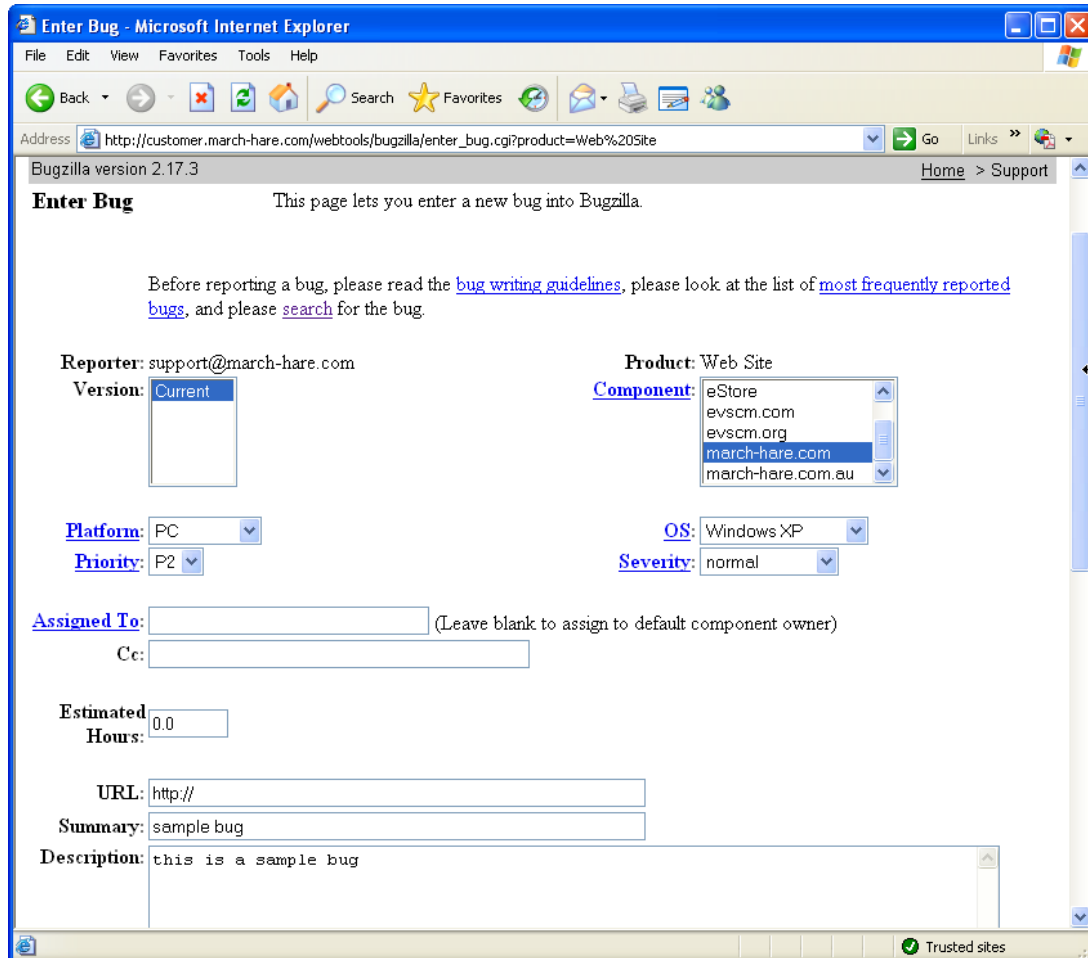 Enter Bug - Microsoft Internet Explorer
File Edit View Favorites Tools Help
Back Search Favorites
Address http://customer.march-hare.com/webtools/bugzilla/enter_bug.cgi?product=Web%20Site Go Links »
Bugzilla version 2.17.3 Home > Support
Enter Bug This page lets you enter a new bug into Bugzilla.
Before reporting a bug, please read the bug writing guidelines, please look at the list of most frequently reported
bugs, and please search for the bug.
Reporter: support@march-hare.com Product: Web Site
Version: Current Component: eStore
evscm.com
evscm.org
march-hare.com
march-hare.com.au
Platform: PC OS: Windows XP
Priority: P2 Severity: normal
Assigned To: (Leave blank to assign to default component owner)
Cc:
Estimated
Hours: 0.0
URL: http://
Summary: sample bug
Description: this is a sample bug
Trusted sites